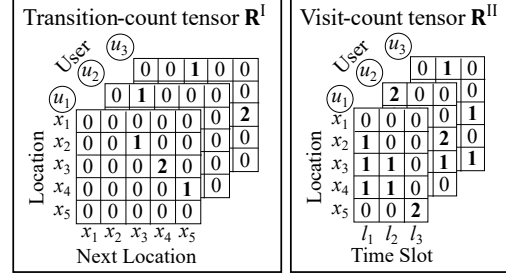 Transition-count tensor R^I
User
u₃
0 0 1 0 0
u₂
0 1 0 0 0 0
u₁
x₁ 0 0 0 0 0 0 2
x₂ 0 0 1 0 0 0 0
x₃ 0 0 0 2 0 0 0
x₄ 0 0 0 0 1 0
x₅ 0 0 0 0 0
Location
x₁ x₂ x₃ x₄ x₅
Next Location
Visit-count tensor R^II
User
u₃
0 1 0
u₂
2 0 0 0
u₁
x₁ 0 0 0 0 1
x₂ 1 0 0 2 0
x₃ 1 1 0 1 1
x₄ 1 1 0 0
x₅ 0 0 2
Location
l₁ l₂ l₃
Time Slot